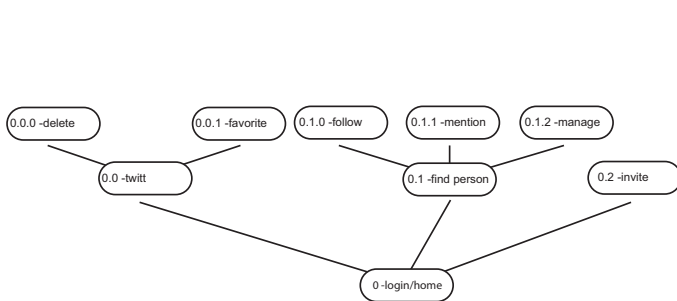 0.0.0 -delete
0.0.1 -favorite
0.1.0 -follow
0.1.1 -mention
0.1.2 -manage
0.0 -twitt
0.1 -find person
0.2 -invite
0 -login/home